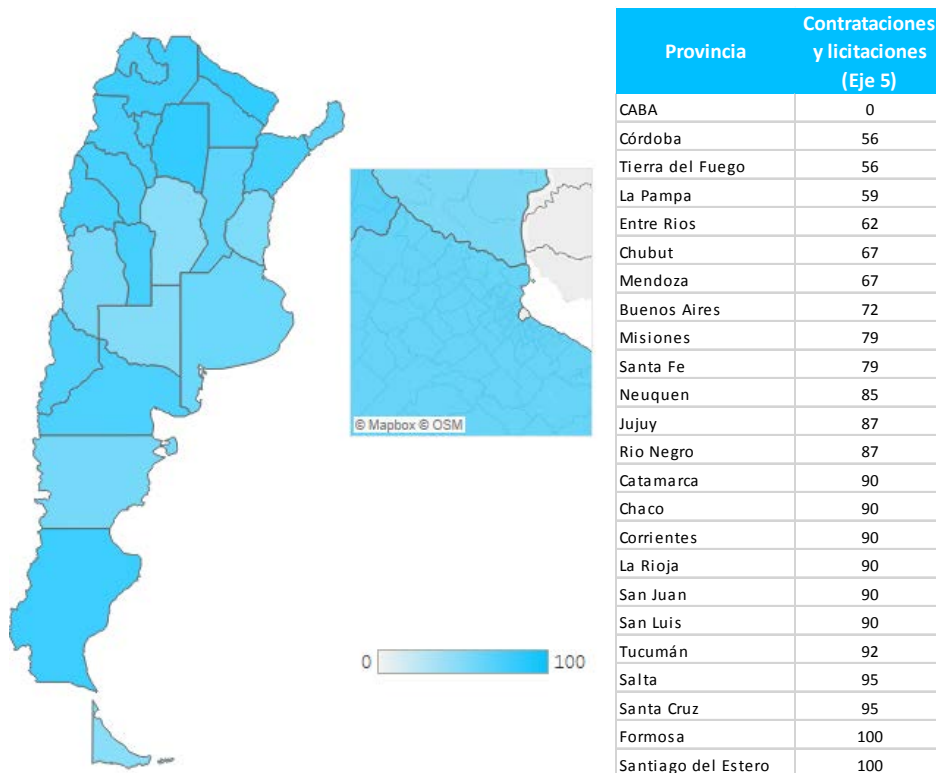 Provincia
Contrataciones
y licitaciones
(Eje 5)
CABA 0
Córdoba 56
Tierra del Fuego 56
La Pampa 59
Entre Rios 62
Chubut 67
Mendoza 67
Buenos Aires 72
Misiones 79
Santa Fe 79
Neuquen 85
Jujuy 87
Rio Negro 87
Catamarca 90
Chaco 90
Corrientes 90
La Rioja 90
San Juan 90
San Luis 90
Tucumán 92
Salta 95
Santa Cruz 95
Formosa 100
Santiago del Estero 100
© Mapbox © OSM
0 100